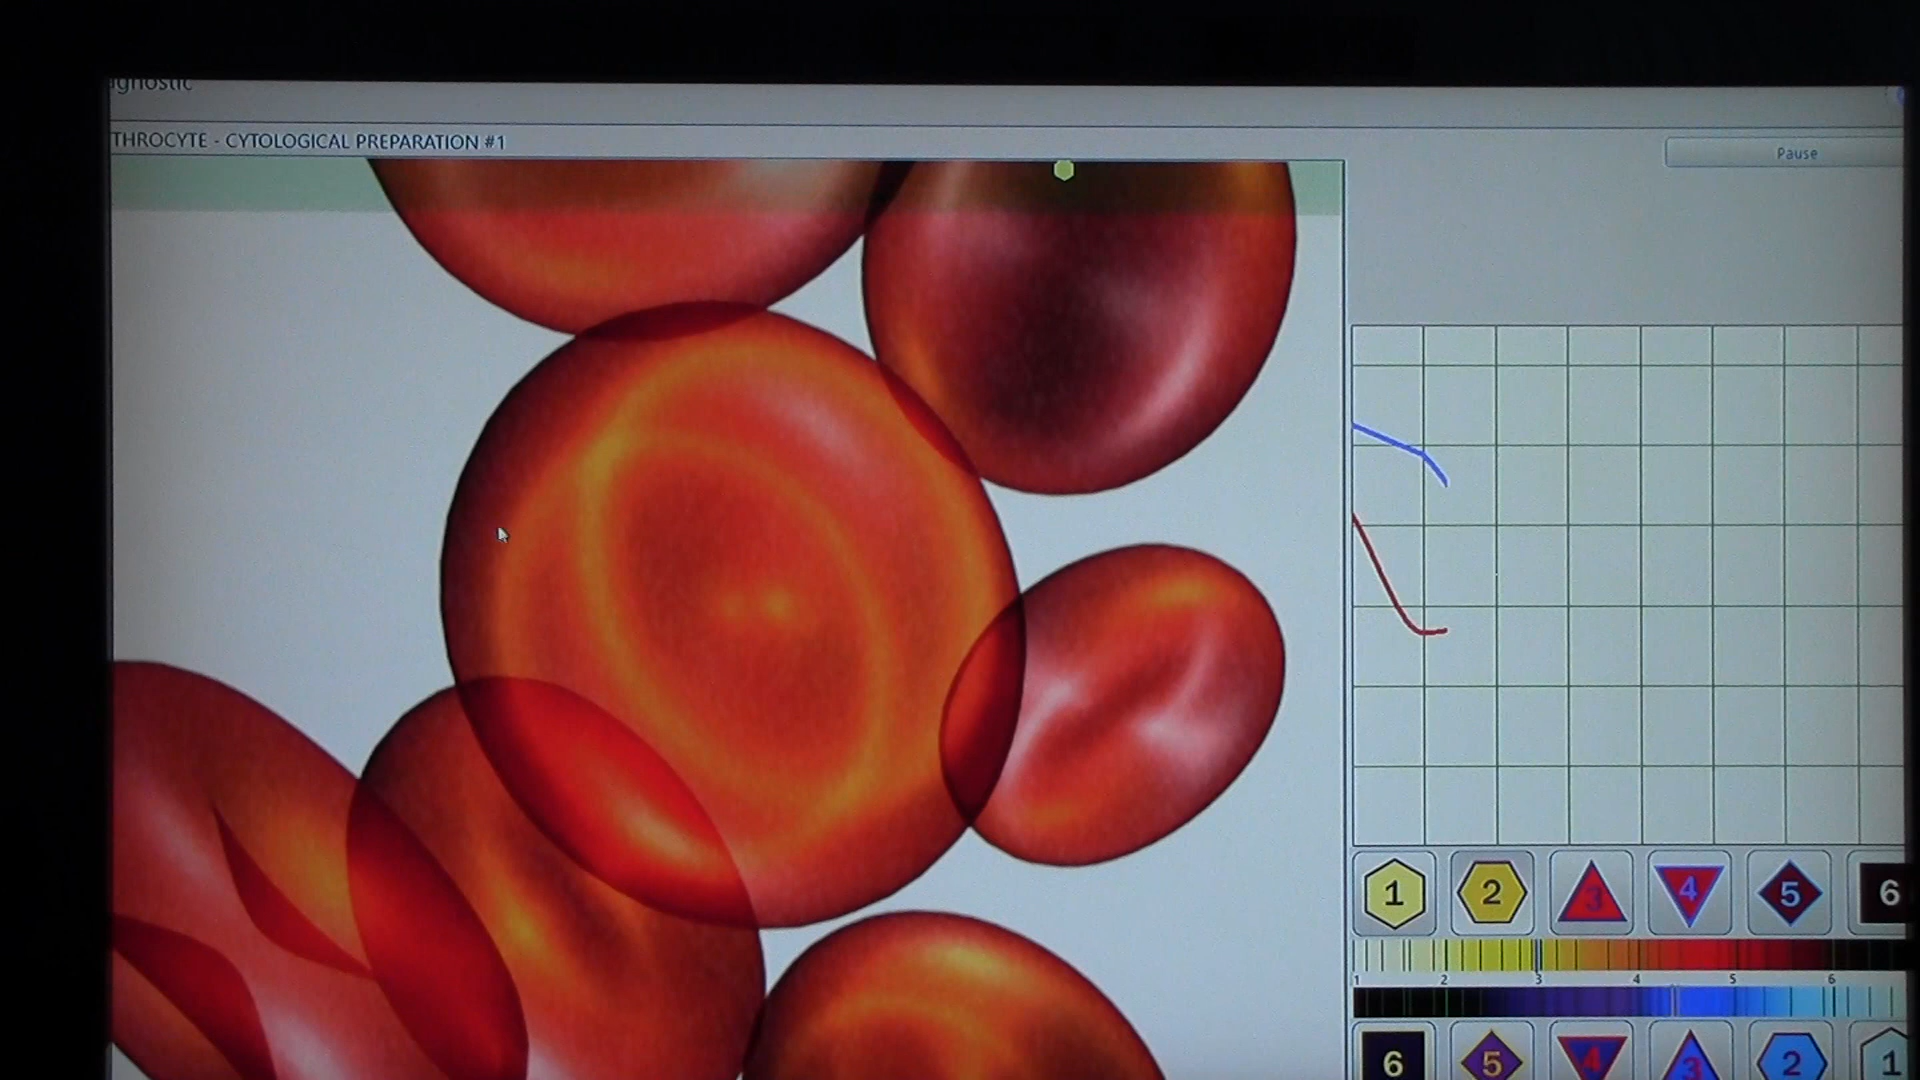 agnostic
THROCYTE - CYTOLOGICAL PREPARATION #1
Pause
1 2 3 4 5 6
1 2 3 4 5 6
6 5 4 3 2 1